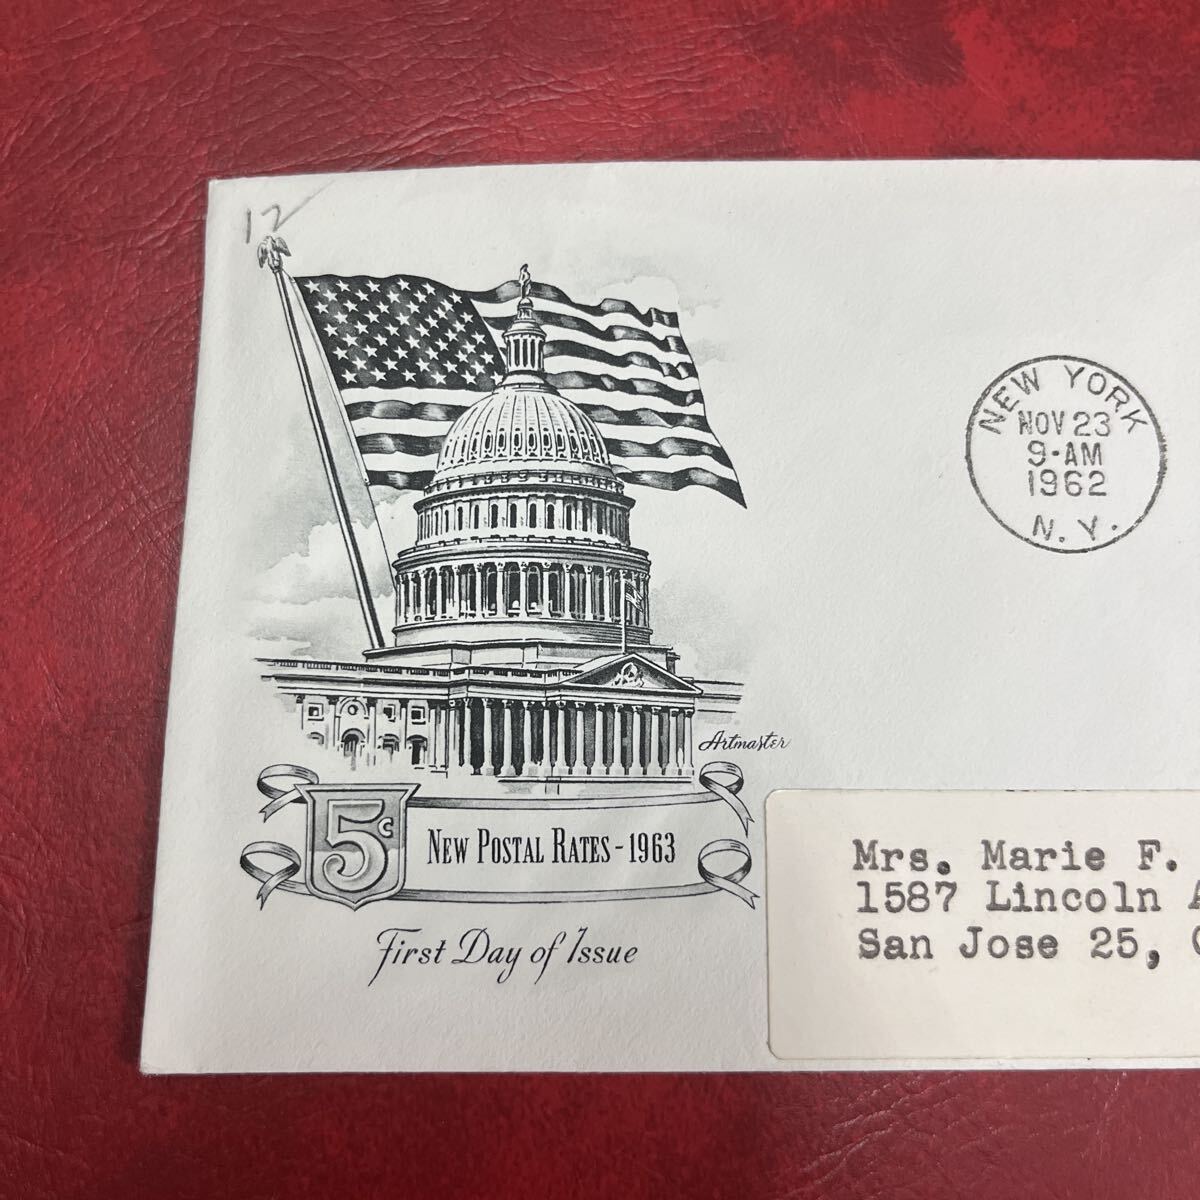 12
NEW YORK
NOV 23
9-AM
1962
N. Y.
Artmaster
5c
NEW POSTAL RATES - 1963
First Day of Issue
Mrs. Marie F.
1587 Lincoln
San Jose 25,